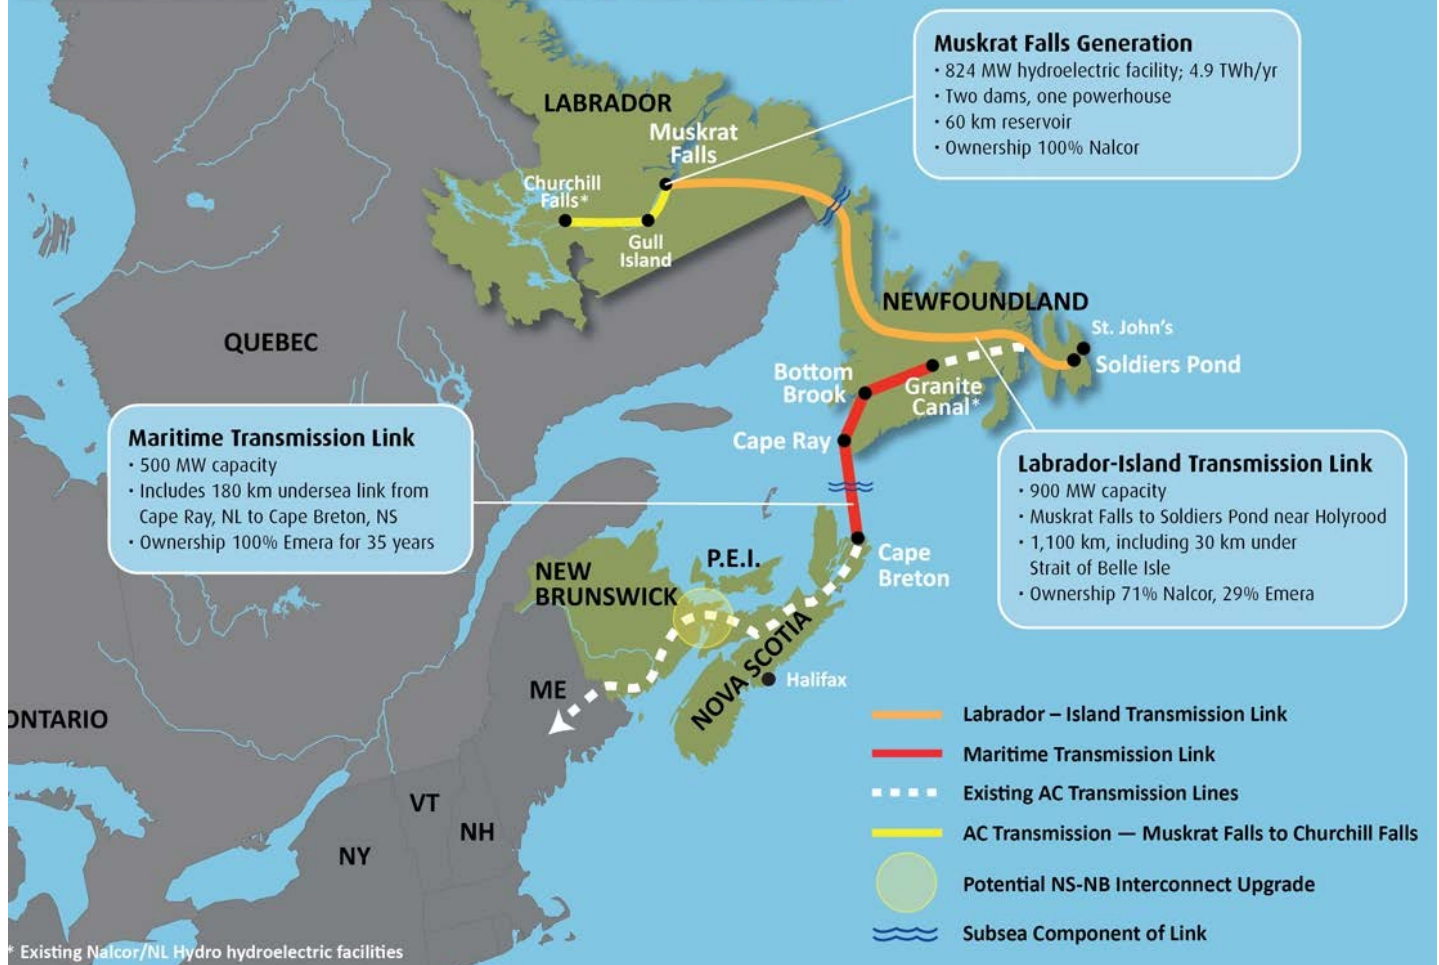 Muskrat Falls Generation
· 824 MW hydroelectric facility; 4.9 TWh/yr
· Two dams, one powerhouse
· 60 km reservoir
· Ownership 100% Nalcor
LABRADOR
Muskrat
Falls
Churchill
Falls*
Gull
Island
QUEBEC
NEWFOUNDLAND
St. John's
Soldiers Pond
Bottom
Brook
Granite
Canal*
Cape Ray
Maritime Transmission Link
· 500 MW capacity
· Includes 180 km undersea link from
Cape Ray, NL to Cape Breton, NS
· Ownership 100% Emera for 35 years
Labrador-Island Transmission Link
· 900 MW capacity
· Muskrat Falls to Soldiers Pond near Holyrood
· 1,100 km, including 30 km under
Strait of Belle Isle
· Ownership 71% Nalcor, 29% Emera
Cape
Breton
P.E.I.
NEW
BRUNSWICK
NOVA SCOTIA
Halifax
ME
ONTARIO
VT
NH
NY
Labrador – Island Transmission Link
Maritime Transmission Link
Existing AC Transmission Lines
AC Transmission — Muskrat Falls to Churchill Falls
Potential NS-NB Interconnect Upgrade
Subsea Component of Link
* Existing Nalcor/NL Hydro hydroelectric facilities